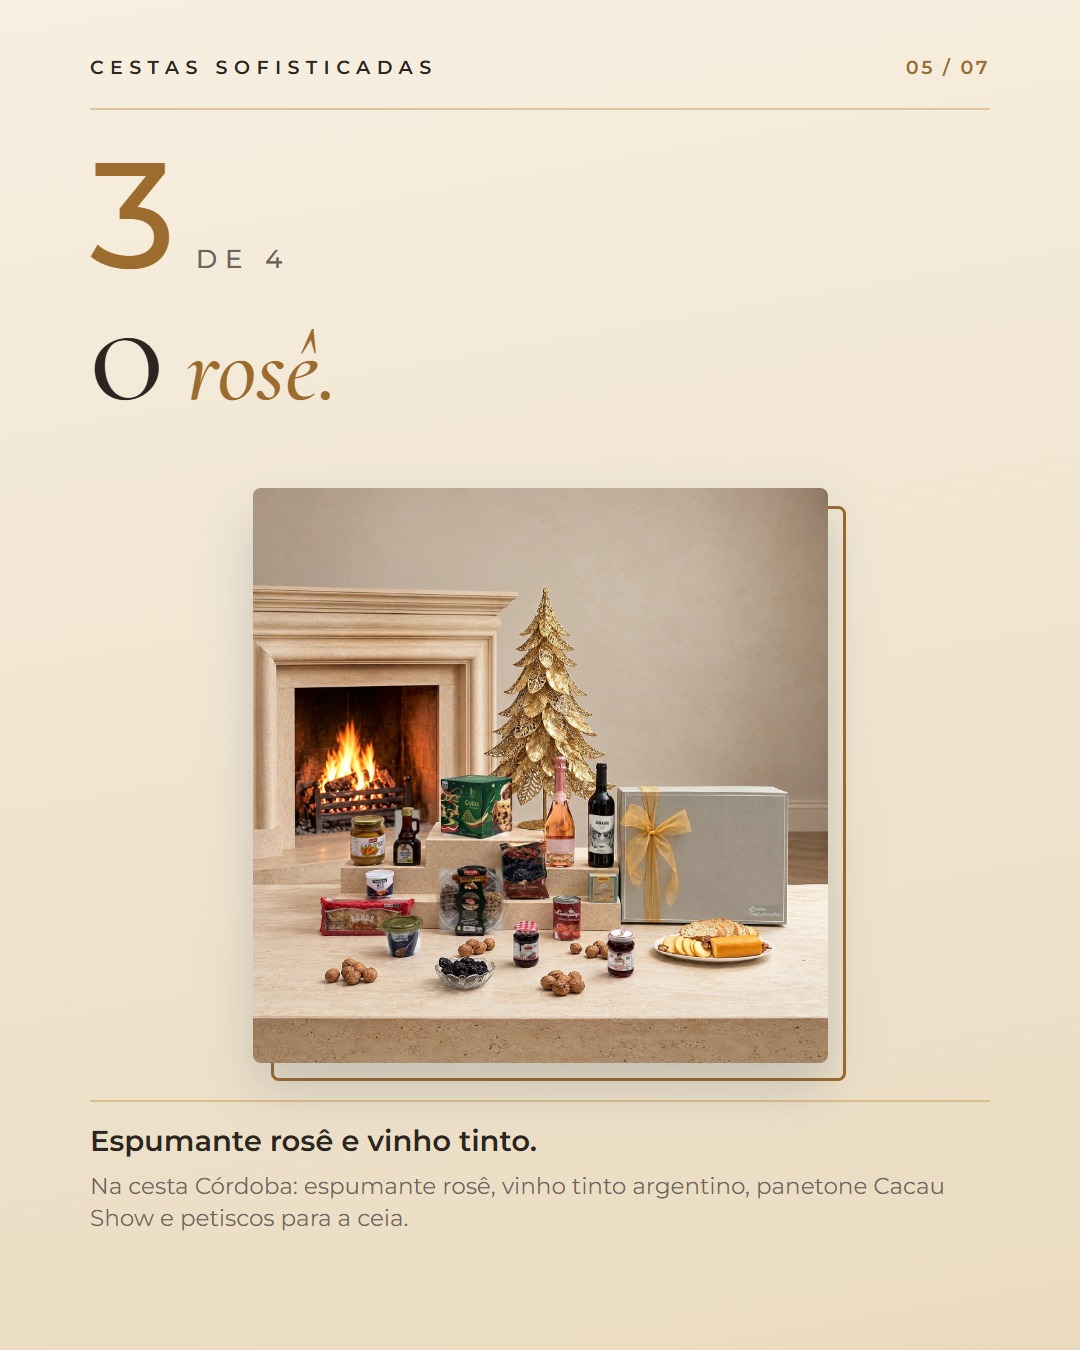 CESTAS SOFISTICADAS
05 / 07
3 DE 4
O rosê.
Espumante rosê e vinho tinto.
Na cesta Córdoba: espumante rosê, vinho tinto argentino, panetone Cacau
Show e petiscos para a ceia.